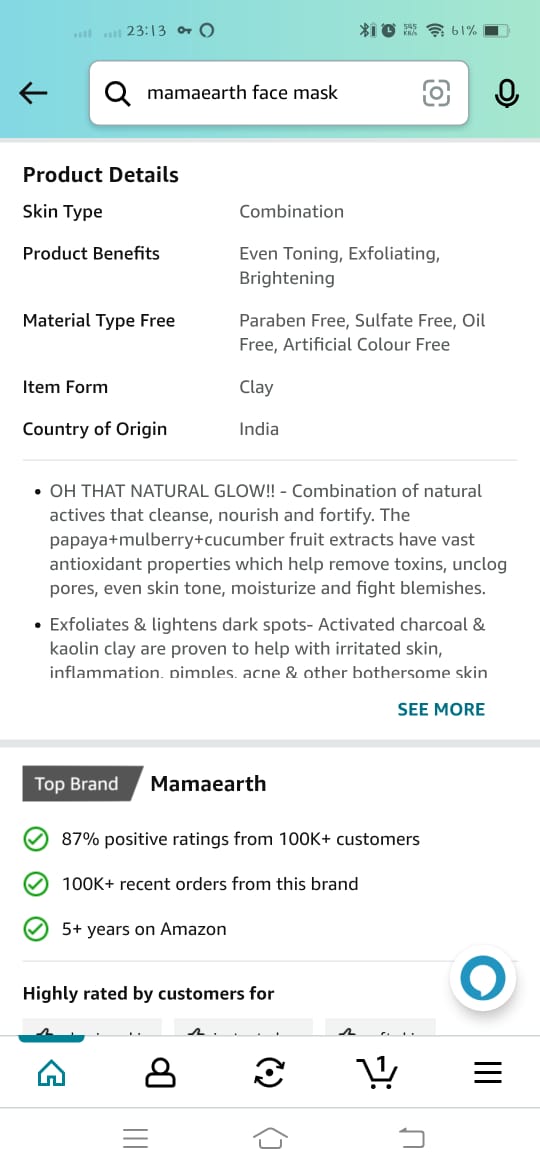 23:13
545
KB/s
61%
mamaearth face mask
Product Details
Skin Type Combination
Product Benefits Even Toning, Exfoliating,
Brightening
Material Type Free Paraben Free, Sulfate Free, Oil
Free, Artificial Colour Free
Item Form Clay
Country of Origin India
• OH THAT NATURAL GLOW!! - Combination of natural
actives that cleanse, nourish and fortify. The
papaya+mulberry+cucumber fruit extracts have vast
antioxidant properties which help remove toxins, unclog
pores, even skin tone, moisturize and fight blemishes.
• Exfoliates & lightens dark spots- Activated charcoal &
kaolin clay are proven to help with irritated skin,
inflammation, pimples, acne & other bothersome skin
SEE MORE
Top Brand Mamaearth
87% positive ratings from 100K+ customers
100K+ recent orders from this brand
5+ years on Amazon
Highly rated by customers for
1